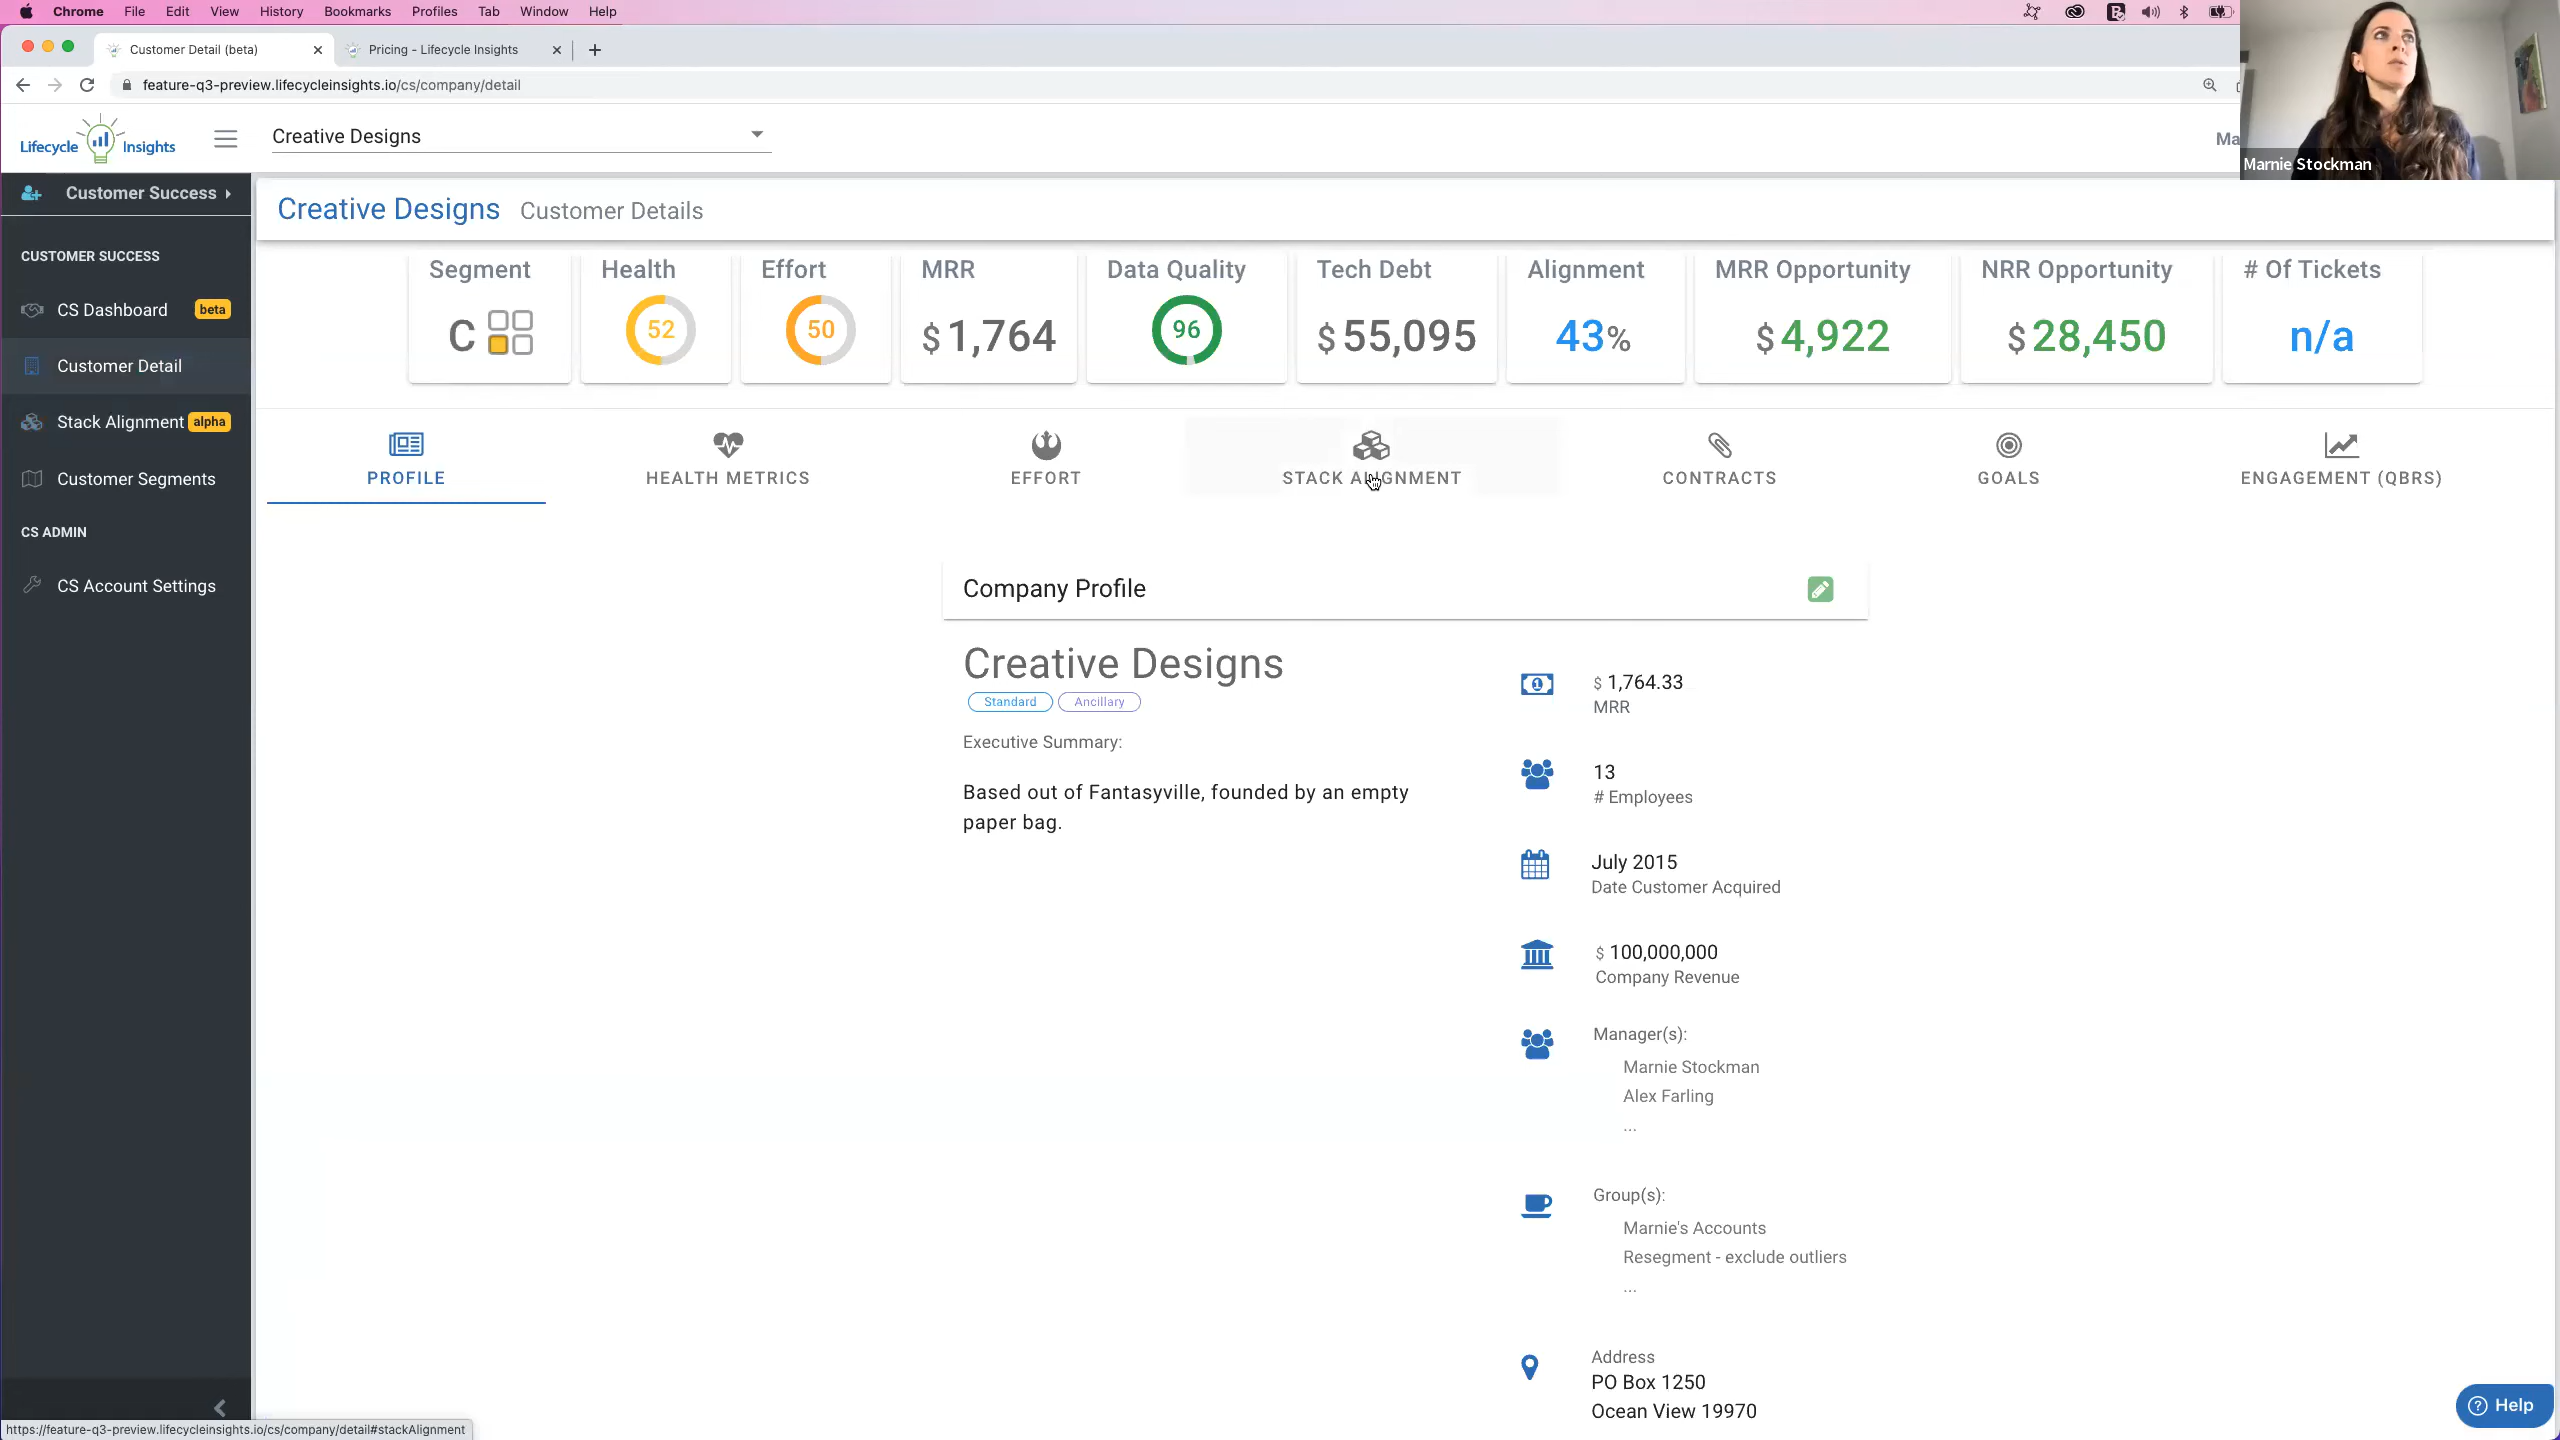 Chrome File Edit View History Bookmarks Profiles Tab Window Help
Customer Detail (beta)
Pricing - Lifecycle Insights
feature-q3-preview.lifecycleinsights.io/cs/company/detail
Lifecycle Insights
Creative Designs
Ma
Marnie Stockman
Customer Success
Creative Designs Customer Details
CUSTOMER SUCCESS
CS Dashboard beta
Customer Detail
Stack Alignment alpha
Customer Segments
CS ADMIN
CS Account Settings
Segment
C
Health
52
Effort
50
MRR
$ 1,764
Data Quality
96
Tech Debt
$ 55,095
Alignment
43%
MRR Opportunity
$ 4,922
NRR Opportunity
$ 28,450
# Of Tickets
n/a
PROFILE
HEALTH METRICS
EFFORT
STACK ALIGNMENT
CONTRACTS
GOALS
ENGAGEMENT (QBRS)
Company Profile
Creative Designs
Standard Ancillary
Executive Summary:
Based out of Fantasyville, founded by an empty
paper bag.
$ 1,764.33
MRR
13
# Employees
July 2015
Date Customer Acquired
$ 100,000,000
Company Revenue
Manager(s):
Marnie Stockman
Alex Farling
...
Group(s):
Marnie's Accounts
Resegment - exclude outliers
...
Address
PO Box 1250
Ocean View 19970
Help
https://feature-q3-preview.lifecycleinsights.io/cs/company/detail#stackAlignment